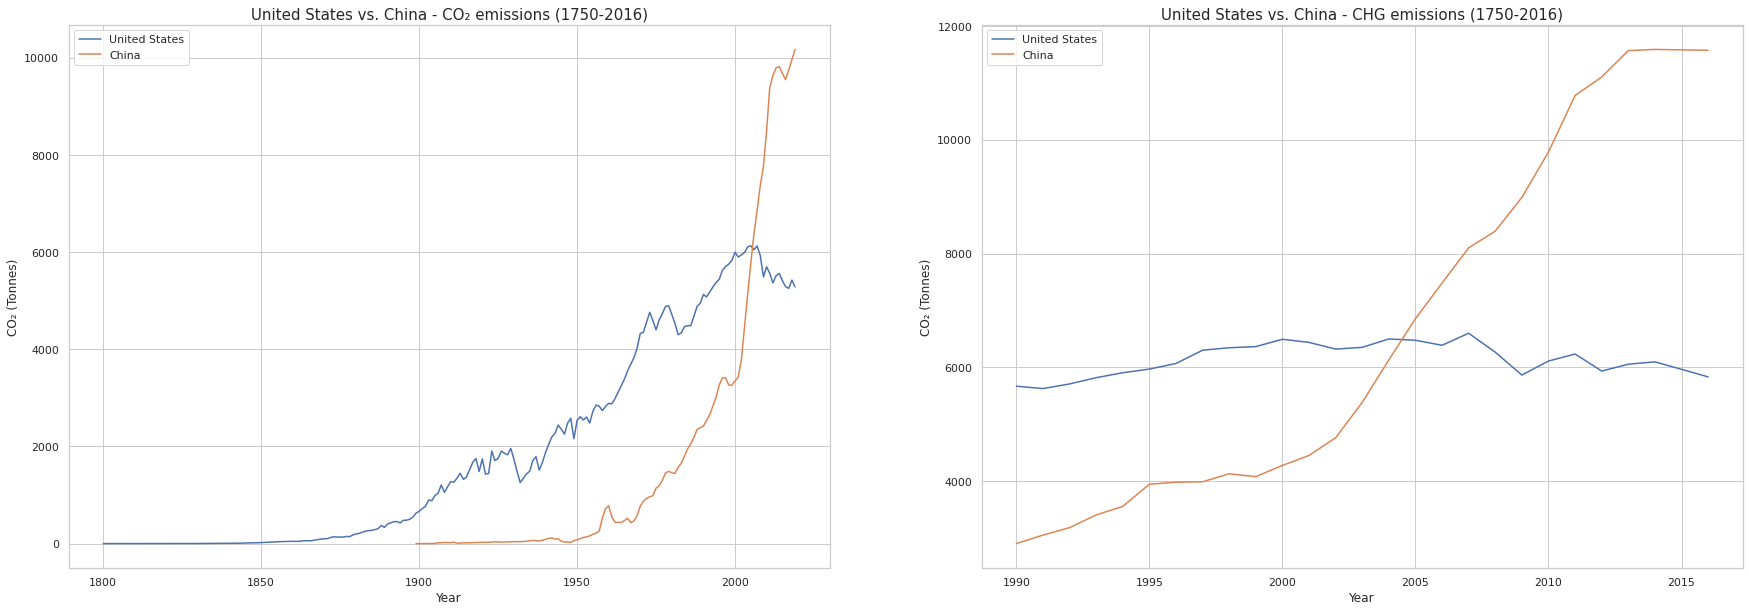 United States vs. China - CO₂ emissions (1750-2016)
United States
China
10000
8000
6000
4000
2000
0
CO₂ (Tonnes)
1800
1850
1900
1950
2000
Year
United States vs. China - CHG emissions (1750-2016)
United States
China
12000
10000
8000
6000
4000
CO₂ (Tonnes)
1990
1995
2000
2005
2010
2015
Year